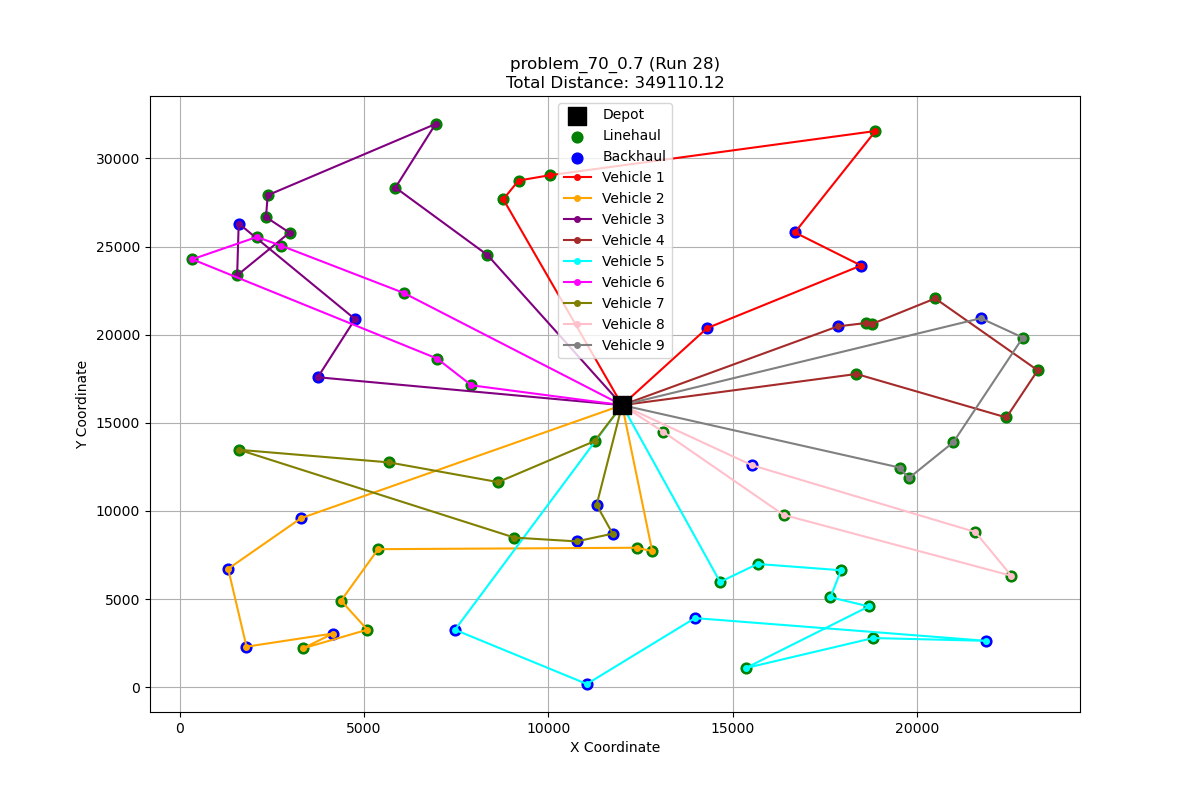 problem_70_0.7 (Run 28)
Total Distance: 349110.12
Depot
Linehaul
Backhaul
Vehicle 1
Vehicle 2
Vehicle 3
Vehicle 4
Vehicle 5
Vehicle 6
Vehicle 7
Vehicle 8
Vehicle 9
30000
25000
20000
15000
10000
5000
0
Y Coordinate
0 5000 10000 15000 20000
X Coordinate